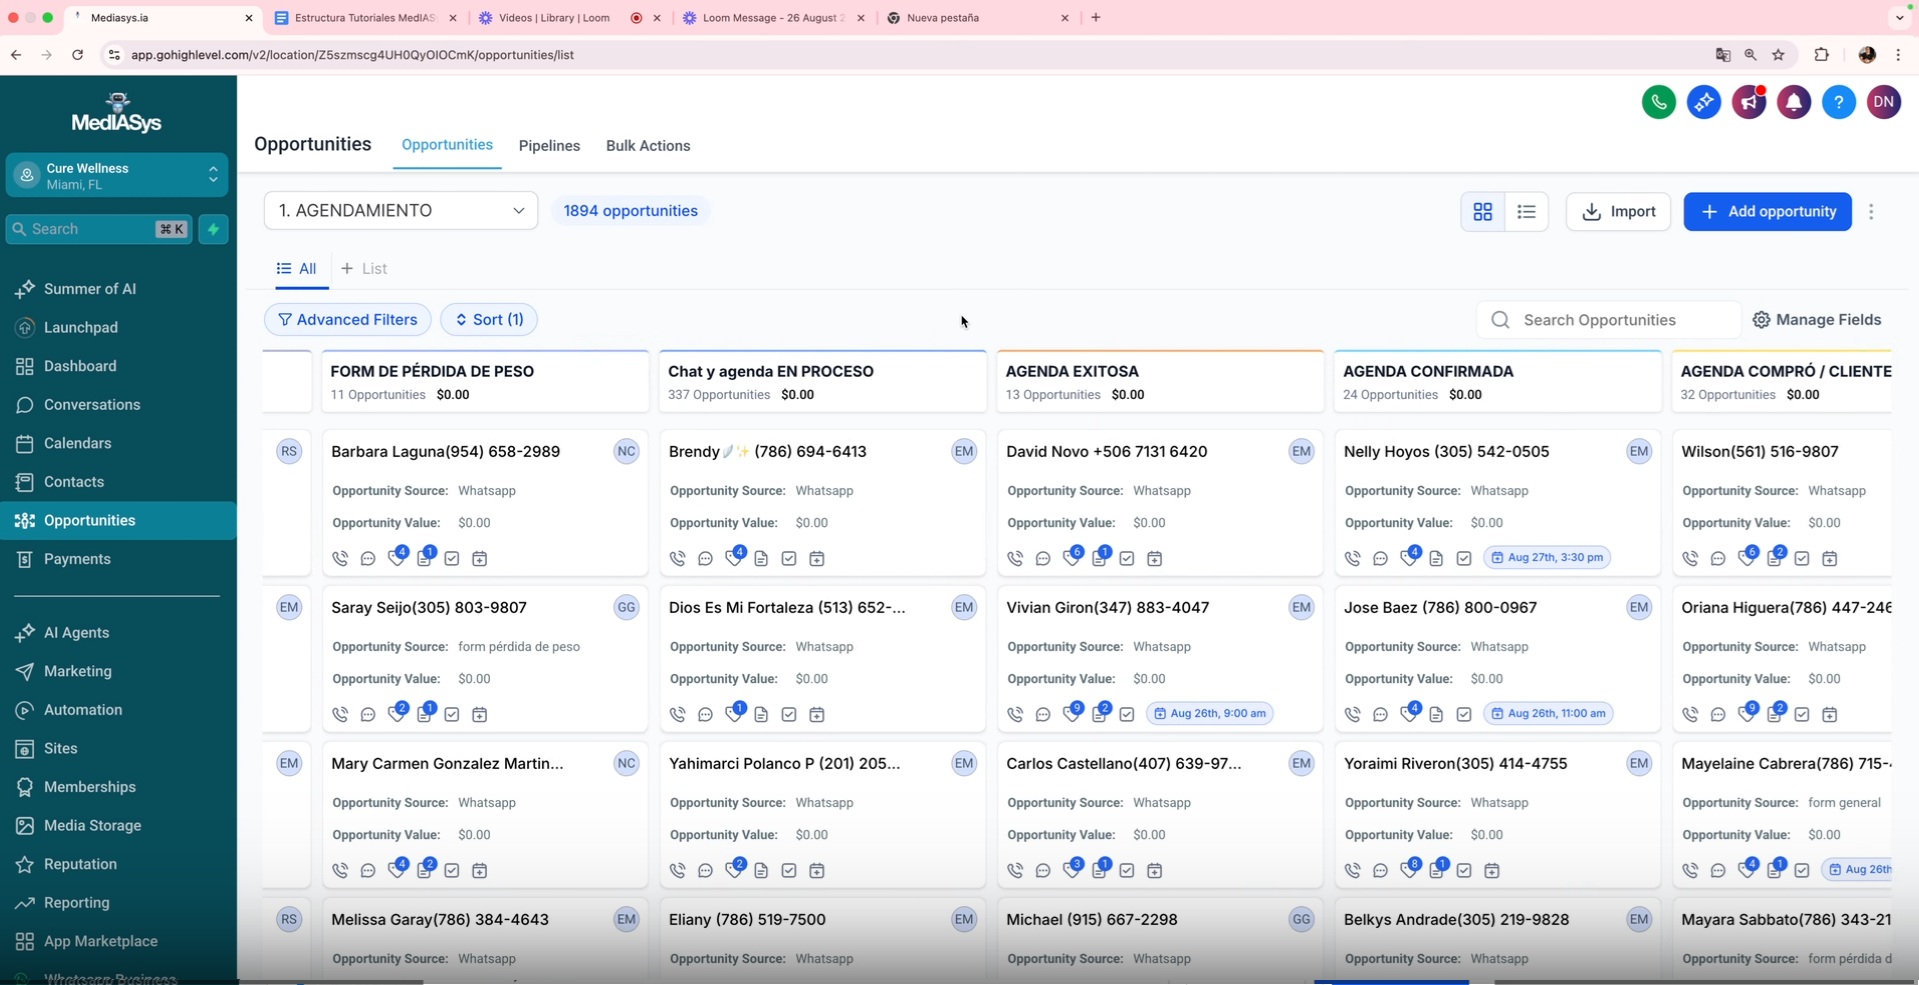 Mediasys.ia
Estructura Tutoriales MedIAS
Videos | Library | Loom
Loom Message - 26 August 2
Nueva pestaña
app.gohighlevel.com/v2/location/Z5szmscg4UH0QyOIOCmK/opportunities/list
MedIASys
Cure Wellness
Miami, FL
Search ⌘ K
Summer of AI
Launchpad
Dashboard
Conversations
Calendars
Contacts
Opportunities
Payments
AI Agents
Marketing
Automation
Sites
Memberships
Media Storage
Reputation
Reporting
App Marketplace
Whatsapp Business
DN
Opportunities Opportunities Pipelines Bulk Actions
1. AGENDAMIENTO 1894 opportunities Import + Add opportunity
All + List
Advanced Filters Sort (1) Search Opportunities Manage Fields
FORM DE PÉRDIDA DE PESO
11 Opportunities $0.00
Chat y agenda EN PROCESO
337 Opportunities $0.00
AGENDA EXITOSA
13 Opportunities $0.00
AGENDA CONFIRMADA
24 Opportunities $0.00
AGENDA COMPRÓ / CLIENTE
32 Opportunities $0.00
RS
EM
EM
RS
Barbara Laguna(954) 658-2989 NC
Opportunity Source: Whatsapp
Opportunity Value: $0.00
4 1
Saray Seijo(305) 803-9807 GG
Opportunity Source: form pérdida de peso
Opportunity Value: $0.00
2 1
Mary Carmen Gonzalez Martin... NC
Opportunity Source: Whatsapp
Opportunity Value: $0.00
4 2
Melissa Garay(786) 384-4643 EM
Opportunity Source: Whatsapp
Brendy🪽✨ (786) 694-6413 EM
Opportunity Source: Whatsapp
Opportunity Value: $0.00
4
Dios Es Mi Fortaleza (513) 652-... EM
Opportunity Source: Whatsapp
Opportunity Value: $0.00
1
Yahimarci Polanco P (201) 205... EM
Opportunity Source: Whatsapp
Opportunity Value: $0.00
2
Eliany (786) 519-7500 EM
Opportunity Source: Whatsapp
David Novo +506 7131 6420 EM
Opportunity Source: Whatsapp
Opportunity Value: $0.00
6 1
Vivian Giron(347) 883-4047 EM
Opportunity Source: Whatsapp
Opportunity Value: $0.00
9 2 Aug 26th, 9:00 am
Carlos Castellano(407) 639-97... EM
Opportunity Source: Whatsapp
Opportunity Value: $0.00
3 1
Michael (915) 667-2298 GG
Opportunity Source: Whatsapp
Nelly Hoyos (305) 542-0505 EM
Opportunity Source: Whatsapp
Opportunity Value: $0.00
4 Aug 27th, 3:30 pm
Jose Baez (786) 800-0967 EM
Opportunity Source: Whatsapp
Opportunity Value: $0.00
4 Aug 26th, 11:00 am
Yoraimi Riveron(305) 414-4755 EM
Opportunity Source: Whatsapp
Opportunity Value: $0.00
8 1
Belkys Andrade(305) 219-9828 EM
Opportunity Source: Whatsapp
Wilson(561) 516-9807
Opportunity Source: Whatsapp
Opportunity Value: $0.00
6 2
Oriana Higuera(786) 447-246
Opportunity Source: Whatsapp
Opportunity Value: $0.00
9 2
Mayelaine Cabrera(786) 715-
Opportunity Source: form general
Opportunity Value: $0.00
4 1 Aug 26th
Mayara Sabbato(786) 343-21
Opportunity Source: form pérdida d